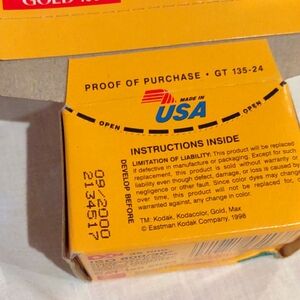 GOLD
PROOF OF PURCHASE • GT 135-24
MADE IN
USA
OPEN
OPEN
INSTRUCTIONS INSIDE
LIMITATION OF LIABILITY. This product will be replaced
if defective in manufacture or packaging. Except for such
replacement, this product is sold without warranty or
liability even though defect, damage, or loss is caused by
negligence or other fault. Since color dyes may change
over time, this product will not be replaced for, or
warranted against, any change in color.
TM: Kodak, Kodacolor, Gold, Max.
© Eastman Kodak Company, 1998
DEVELOP BEFORE
09/2000
2134517